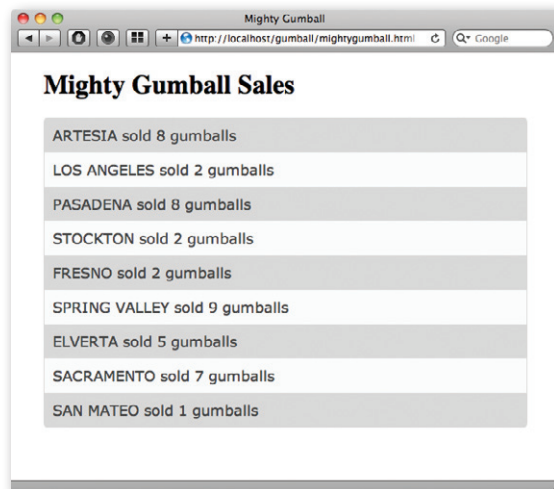 Mighty Gumball
http://localhost/gumball/mightygumball.html
Google
Mighty Gumball Sales
ARTESIA sold 8 gumballs
LOS ANGELES sold 2 gumballs
PASADENA sold 8 gumballs
STOCKTON sold 2 gumballs
FRESNO sold 2 gumballs
SPRING VALLEY sold 9 gumballs
ELVERTA sold 5 gumballs
SACRAMENTO sold 7 gumballs
SAN MATEO sold 1 gumballs